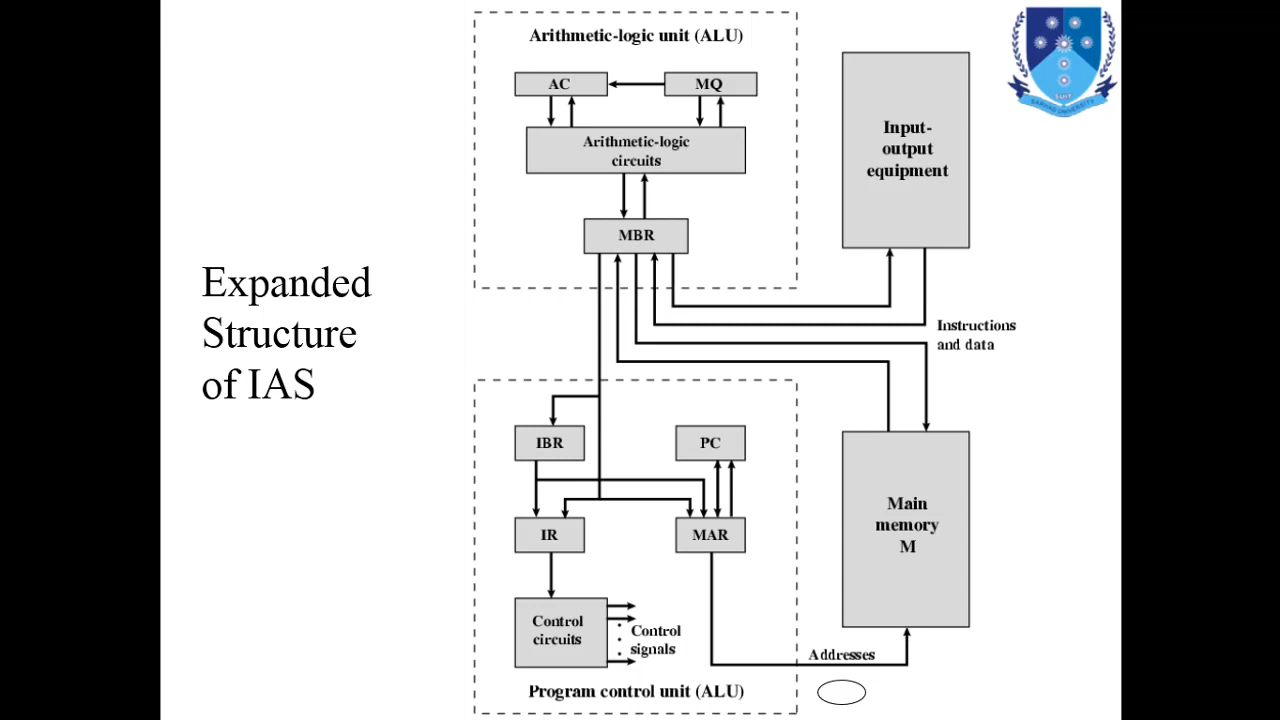 Expanded
Structure
of IAS
Arithmetic-logic unit (ALU)
AC
MQ
Arithmetic-logic
circuits
MBR
Input-
output
equipment
Instructions
and data
IBR
PC
IR
MAR
Main
memory
M
Control
circuits
Control
signals
Addresses
Program control unit (ALU)